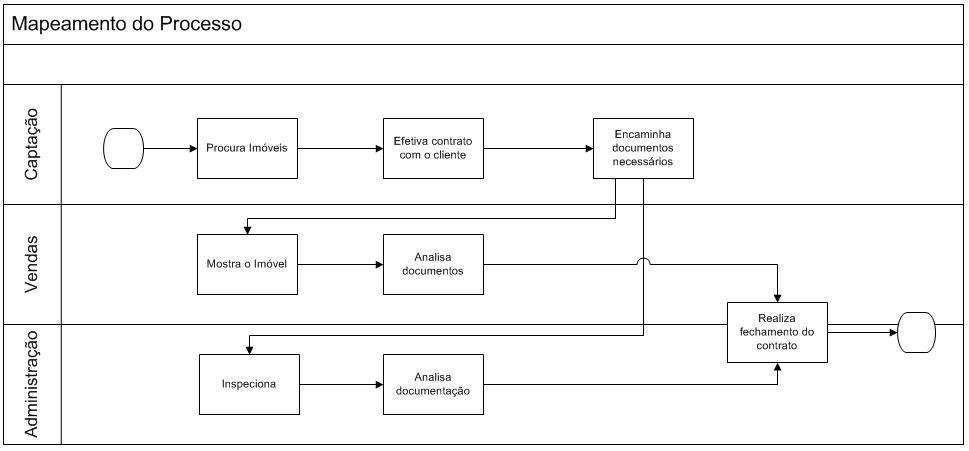 Mapeamento do Processo
Captação
Procura Imóveis
Efetiva contrato
com o cliente
Encaminha
documentos
necessários
Vendas
Mostra o Imóvel
Analisa
documentos
Realiza
fechamento do
contrato
Administração
Inspeciona
Analisa
documentação